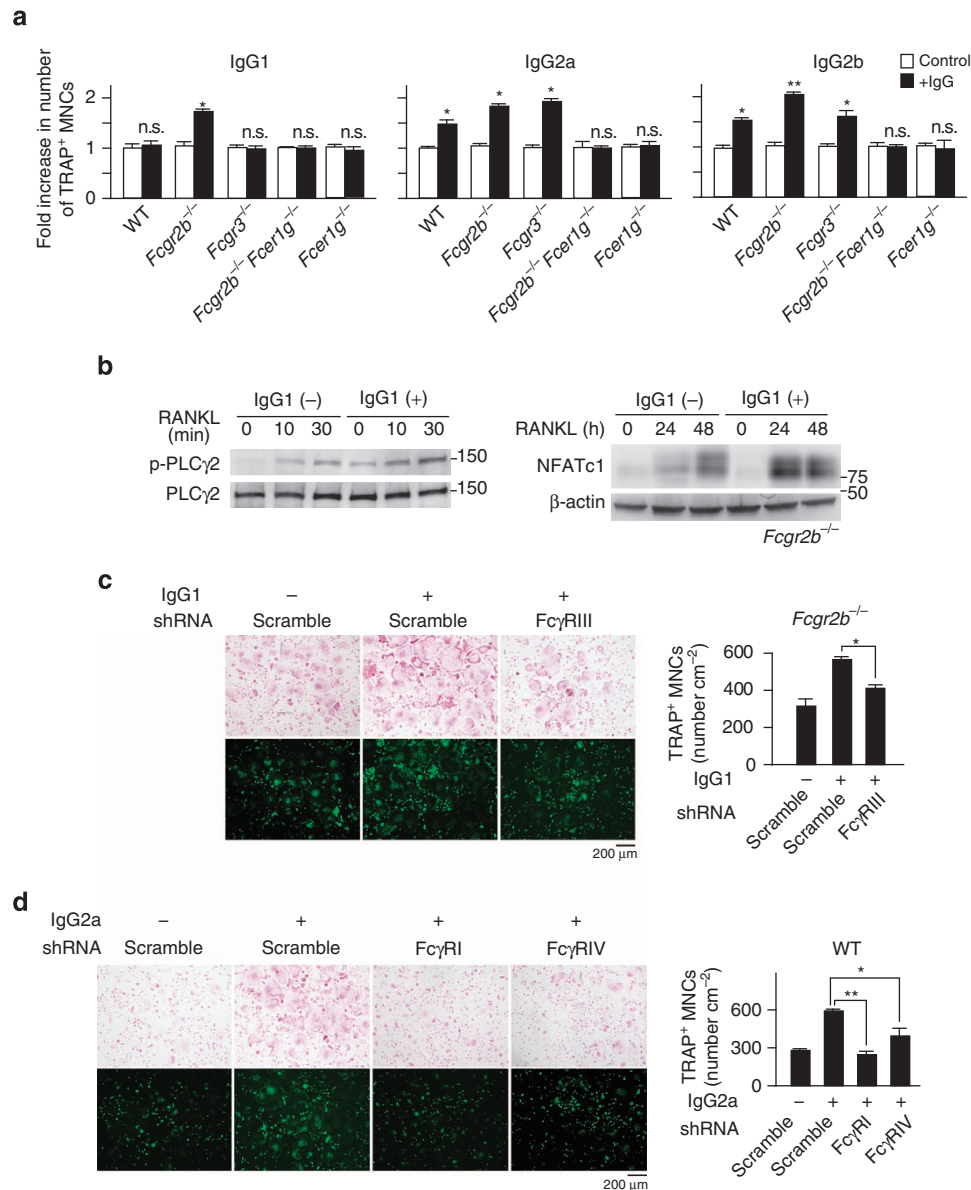 a
IgG1
IgG2a
IgG2b
Control
+IgG
Fold increase in number
of TRAP⁺ MNCs
2
1
0
n.s.
*
n.s.
n.s.
n.s.
*
*
*
n.s.
n.s.
*
**
*
n.s.
n.s.
WT
Fcgr2b⁻/⁻
Fcgr3⁻/⁻
Fcgr2b⁻/⁻Fcer1g⁻/⁻
Fcer1g⁻/⁻
WT
Fcgr2b⁻/⁻
Fcgr3⁻/⁻
Fcgr2b⁻/⁻Fcer1g⁻/⁻
Fcer1g⁻/⁻
WT
Fcgr2b⁻/⁻
Fcgr3⁻/⁻
Fcgr2b⁻/⁻Fcer1g⁻/⁻
Fcer1g⁻/⁻
b
IgG1 (–) IgG1 (+)
RANKL
(min)
0 10 30 0 10 30
p-PLCγ2
150
PLCγ2
150
IgG1 (–) IgG1 (+)
RANKL (h) 0 24 48 0 24 48
NFATc1
75
50
β-actin
Fcgr2b⁻/⁻
c
IgG1 – + +
shRNA Scramble Scramble FcγRIII
200 μm
Fcgr2b⁻/⁻
TRAP⁺ MNCs
(number cm⁻²)
600
400
200
0
*
IgG1 – + +
shRNA
Scramble
Scramble
FcγRIII
d
IgG2a – + + +
shRNA Scramble Scramble FcγRI FcγRIV
200 μm
WT
TRAP⁺ MNCs
(number cm⁻²)
600
300
0
*
**
IgG2a – + + +
shRNA
Scramble
Scramble
FcγRI
FcγRIV